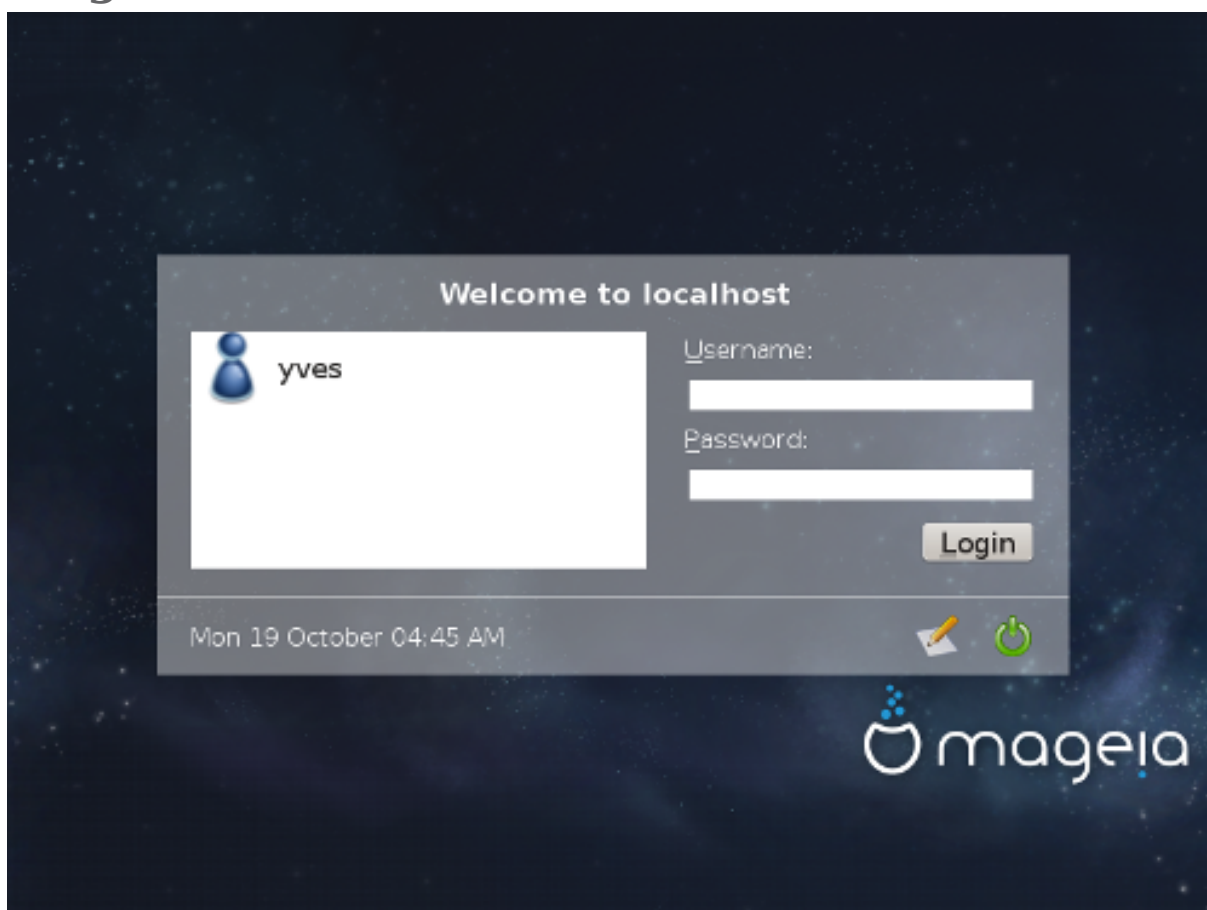 Welcome to localhost
yves
Username:
Password:
Login
Mon 19 October 04:45 AM
mageia